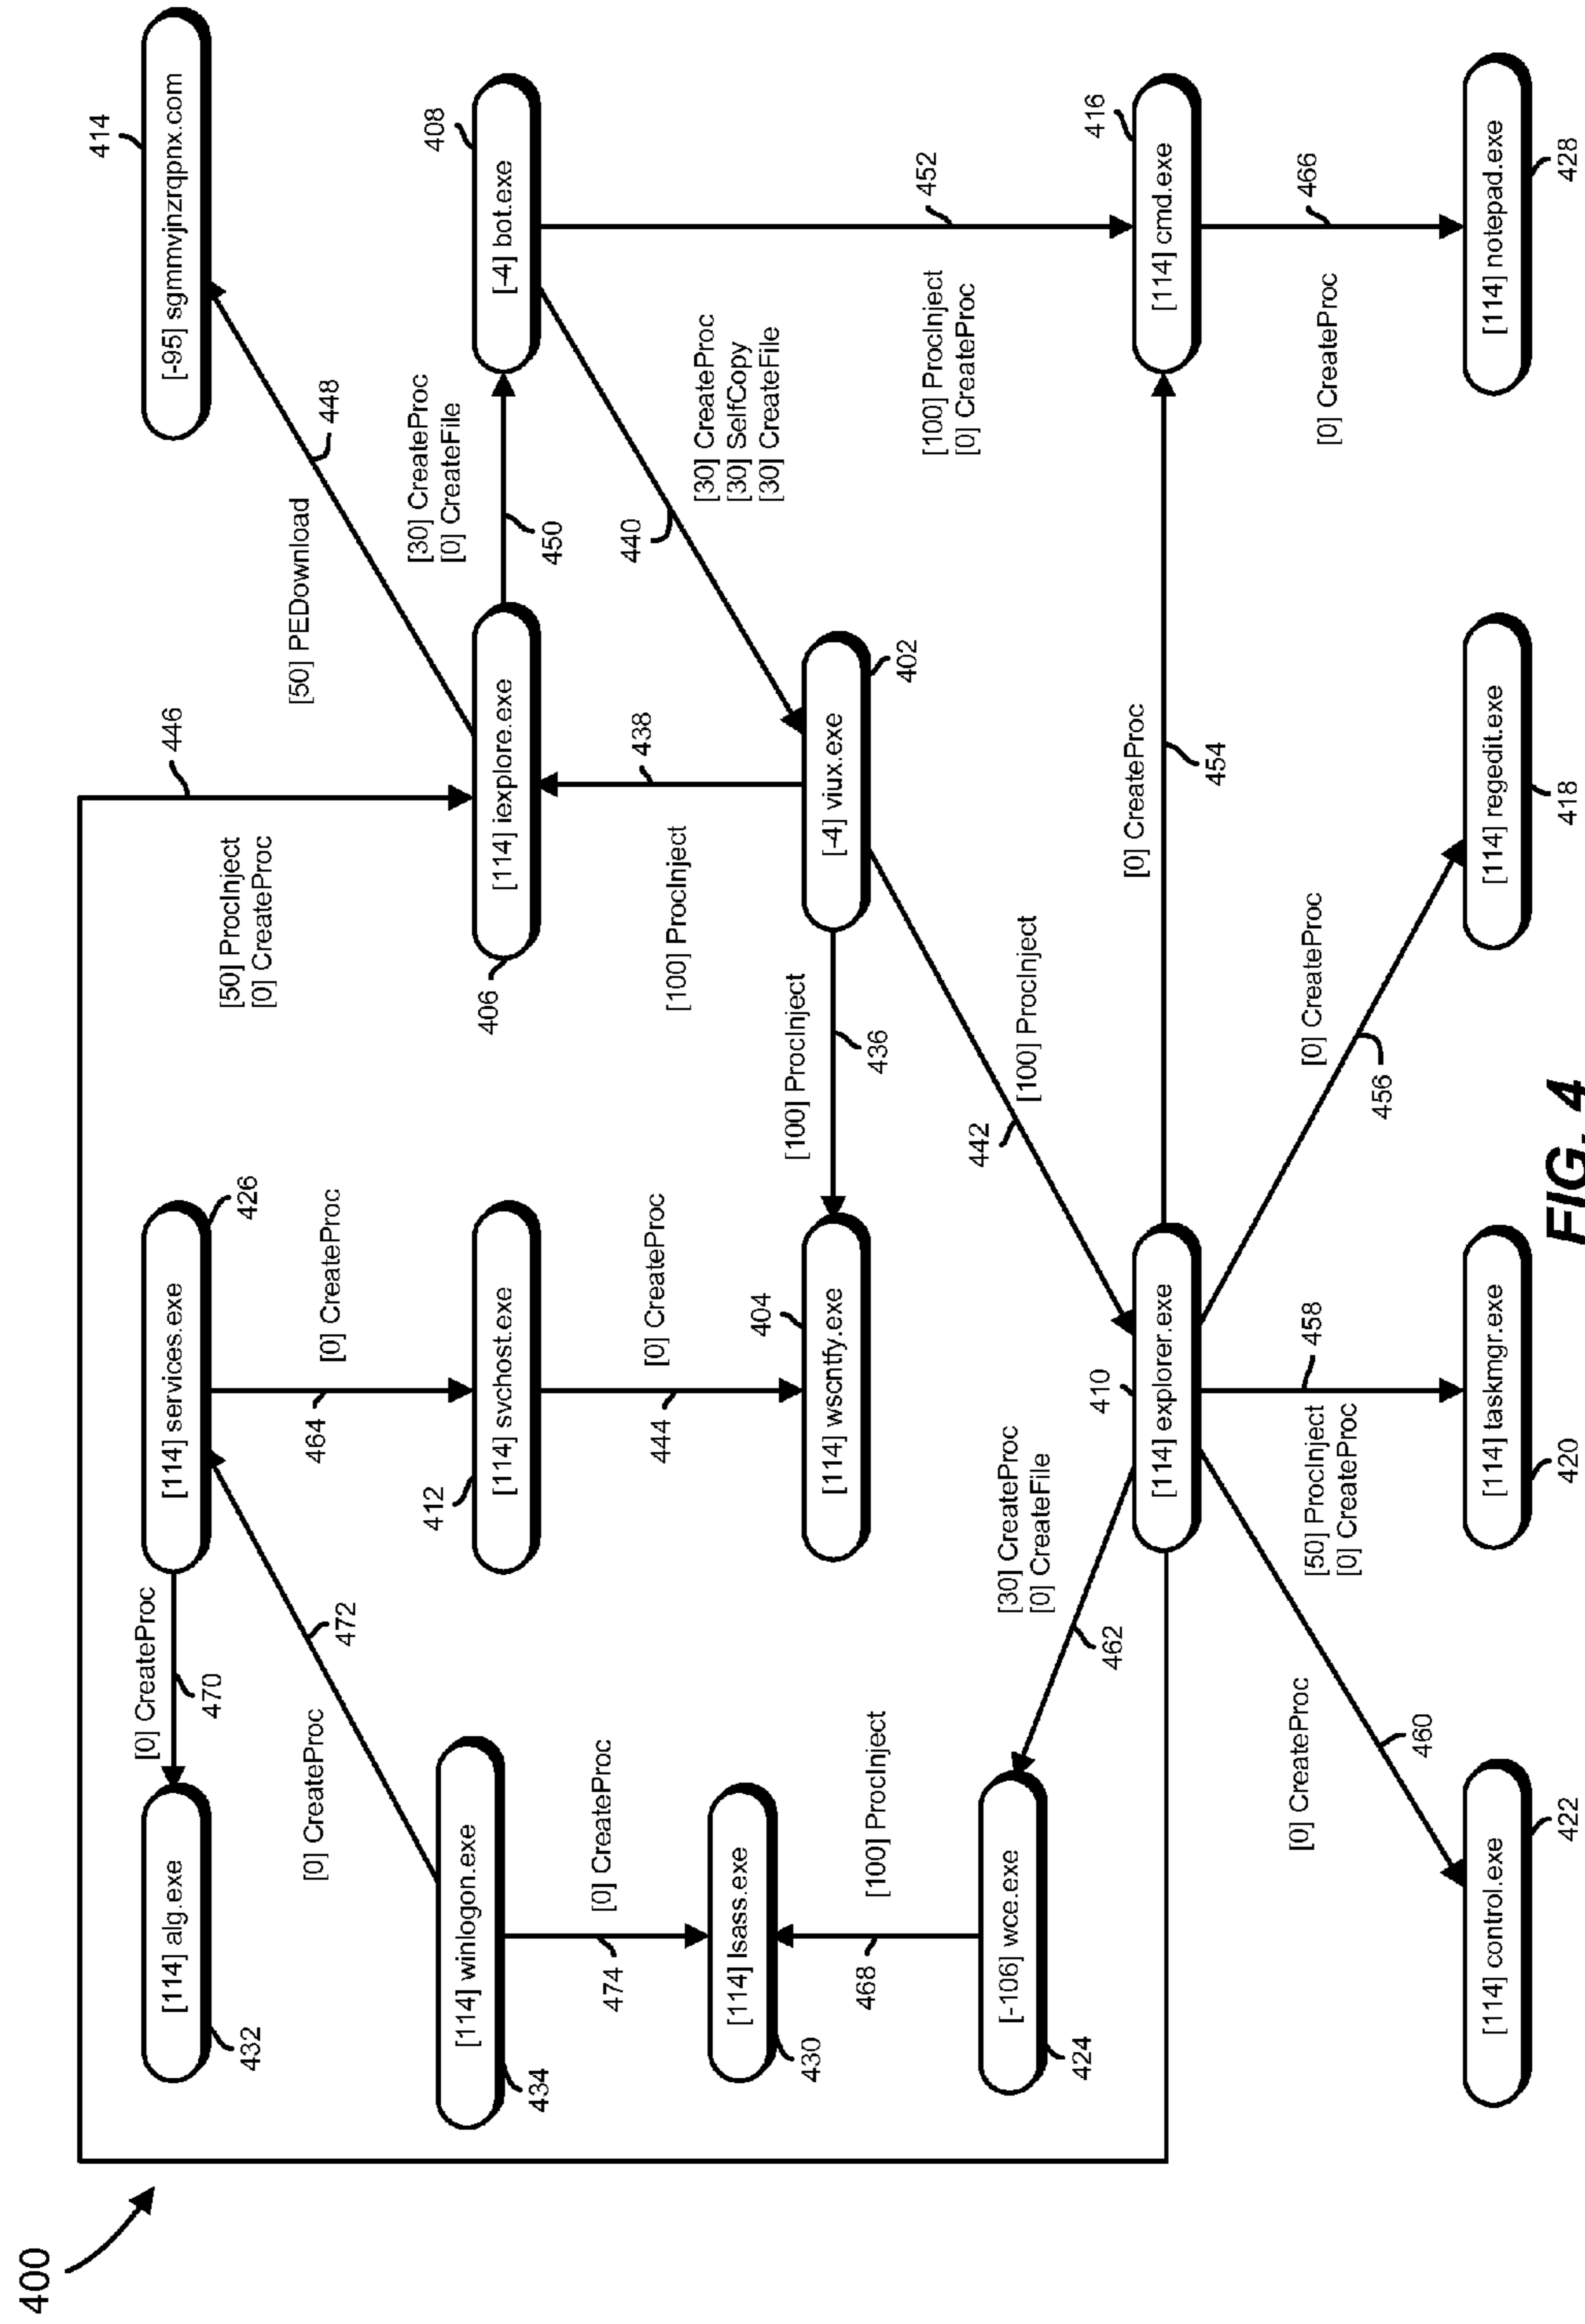 400
414
[0] CreateProc
[114] alg.exe
[114] services.exe
446
[-95] sgmmvjnzrqpnx.com
470
432
426
[50] ProcInject
[0] CreateProc
[50] PEDownload
448
[0] CreateProc
472
464
[0] CreateProc
[30] CreateProc
[0] CreateFile
408
412
[114] winlogon.exe
[114] svchost.exe
406
[114] iexplore.exe
[-4] bot.exe
434
450
474
[0] CreateProc
444
[0] CreateProc
[100] ProcInject
438
440
[30] CreateProc
[30] SelfCopy
[30] CreateFile
[114] lsass.exe
404
430
[100] ProcInject
[114] wscntfy.exe
[-4] viux.exe
436
402
468
[100] ProcInject
[100] ProcInject
[0] CreateProc
452
[-106] wce.exe
[30] CreateProc
[0] CreateFile
442
[100] ProcInject
424
462
410
416
[0] CreateProc
[114] explorer.exe
[114] cmd.exe
454
[0] CreateProc
460
[50] ProcInject
[0] CreateProc
458
[0] CreateProc
456
[0] CreateProc
466
[114] control.exe
[114] taskmgr.exe
[114] regedit.exe
[114] notepad.exe
422
420
418
428
FIG. 4